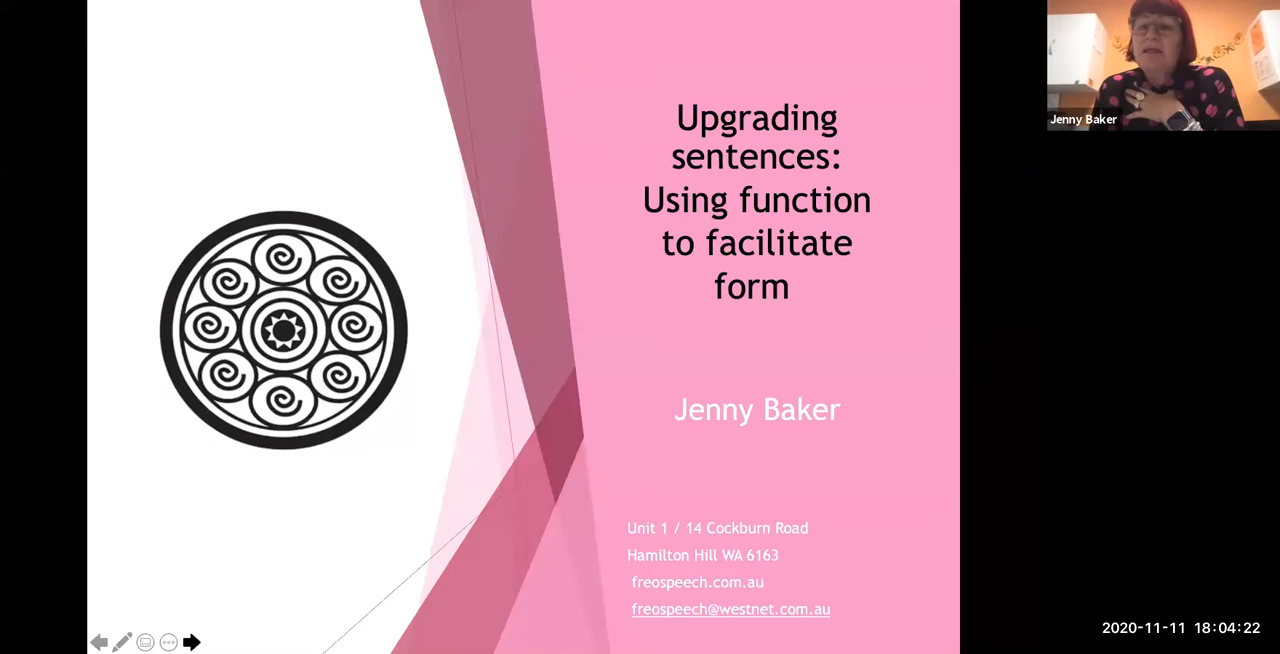 Upgrading
sentences:
Using function
to facilitate
form
Jenny Baker
Unit 1 / 14 Cockburn Road
Hamilton Hill WA 6163
freospeech.com.au
freospeech@westnet.com.au
Jenny Baker
2020-11-11 18:04:22